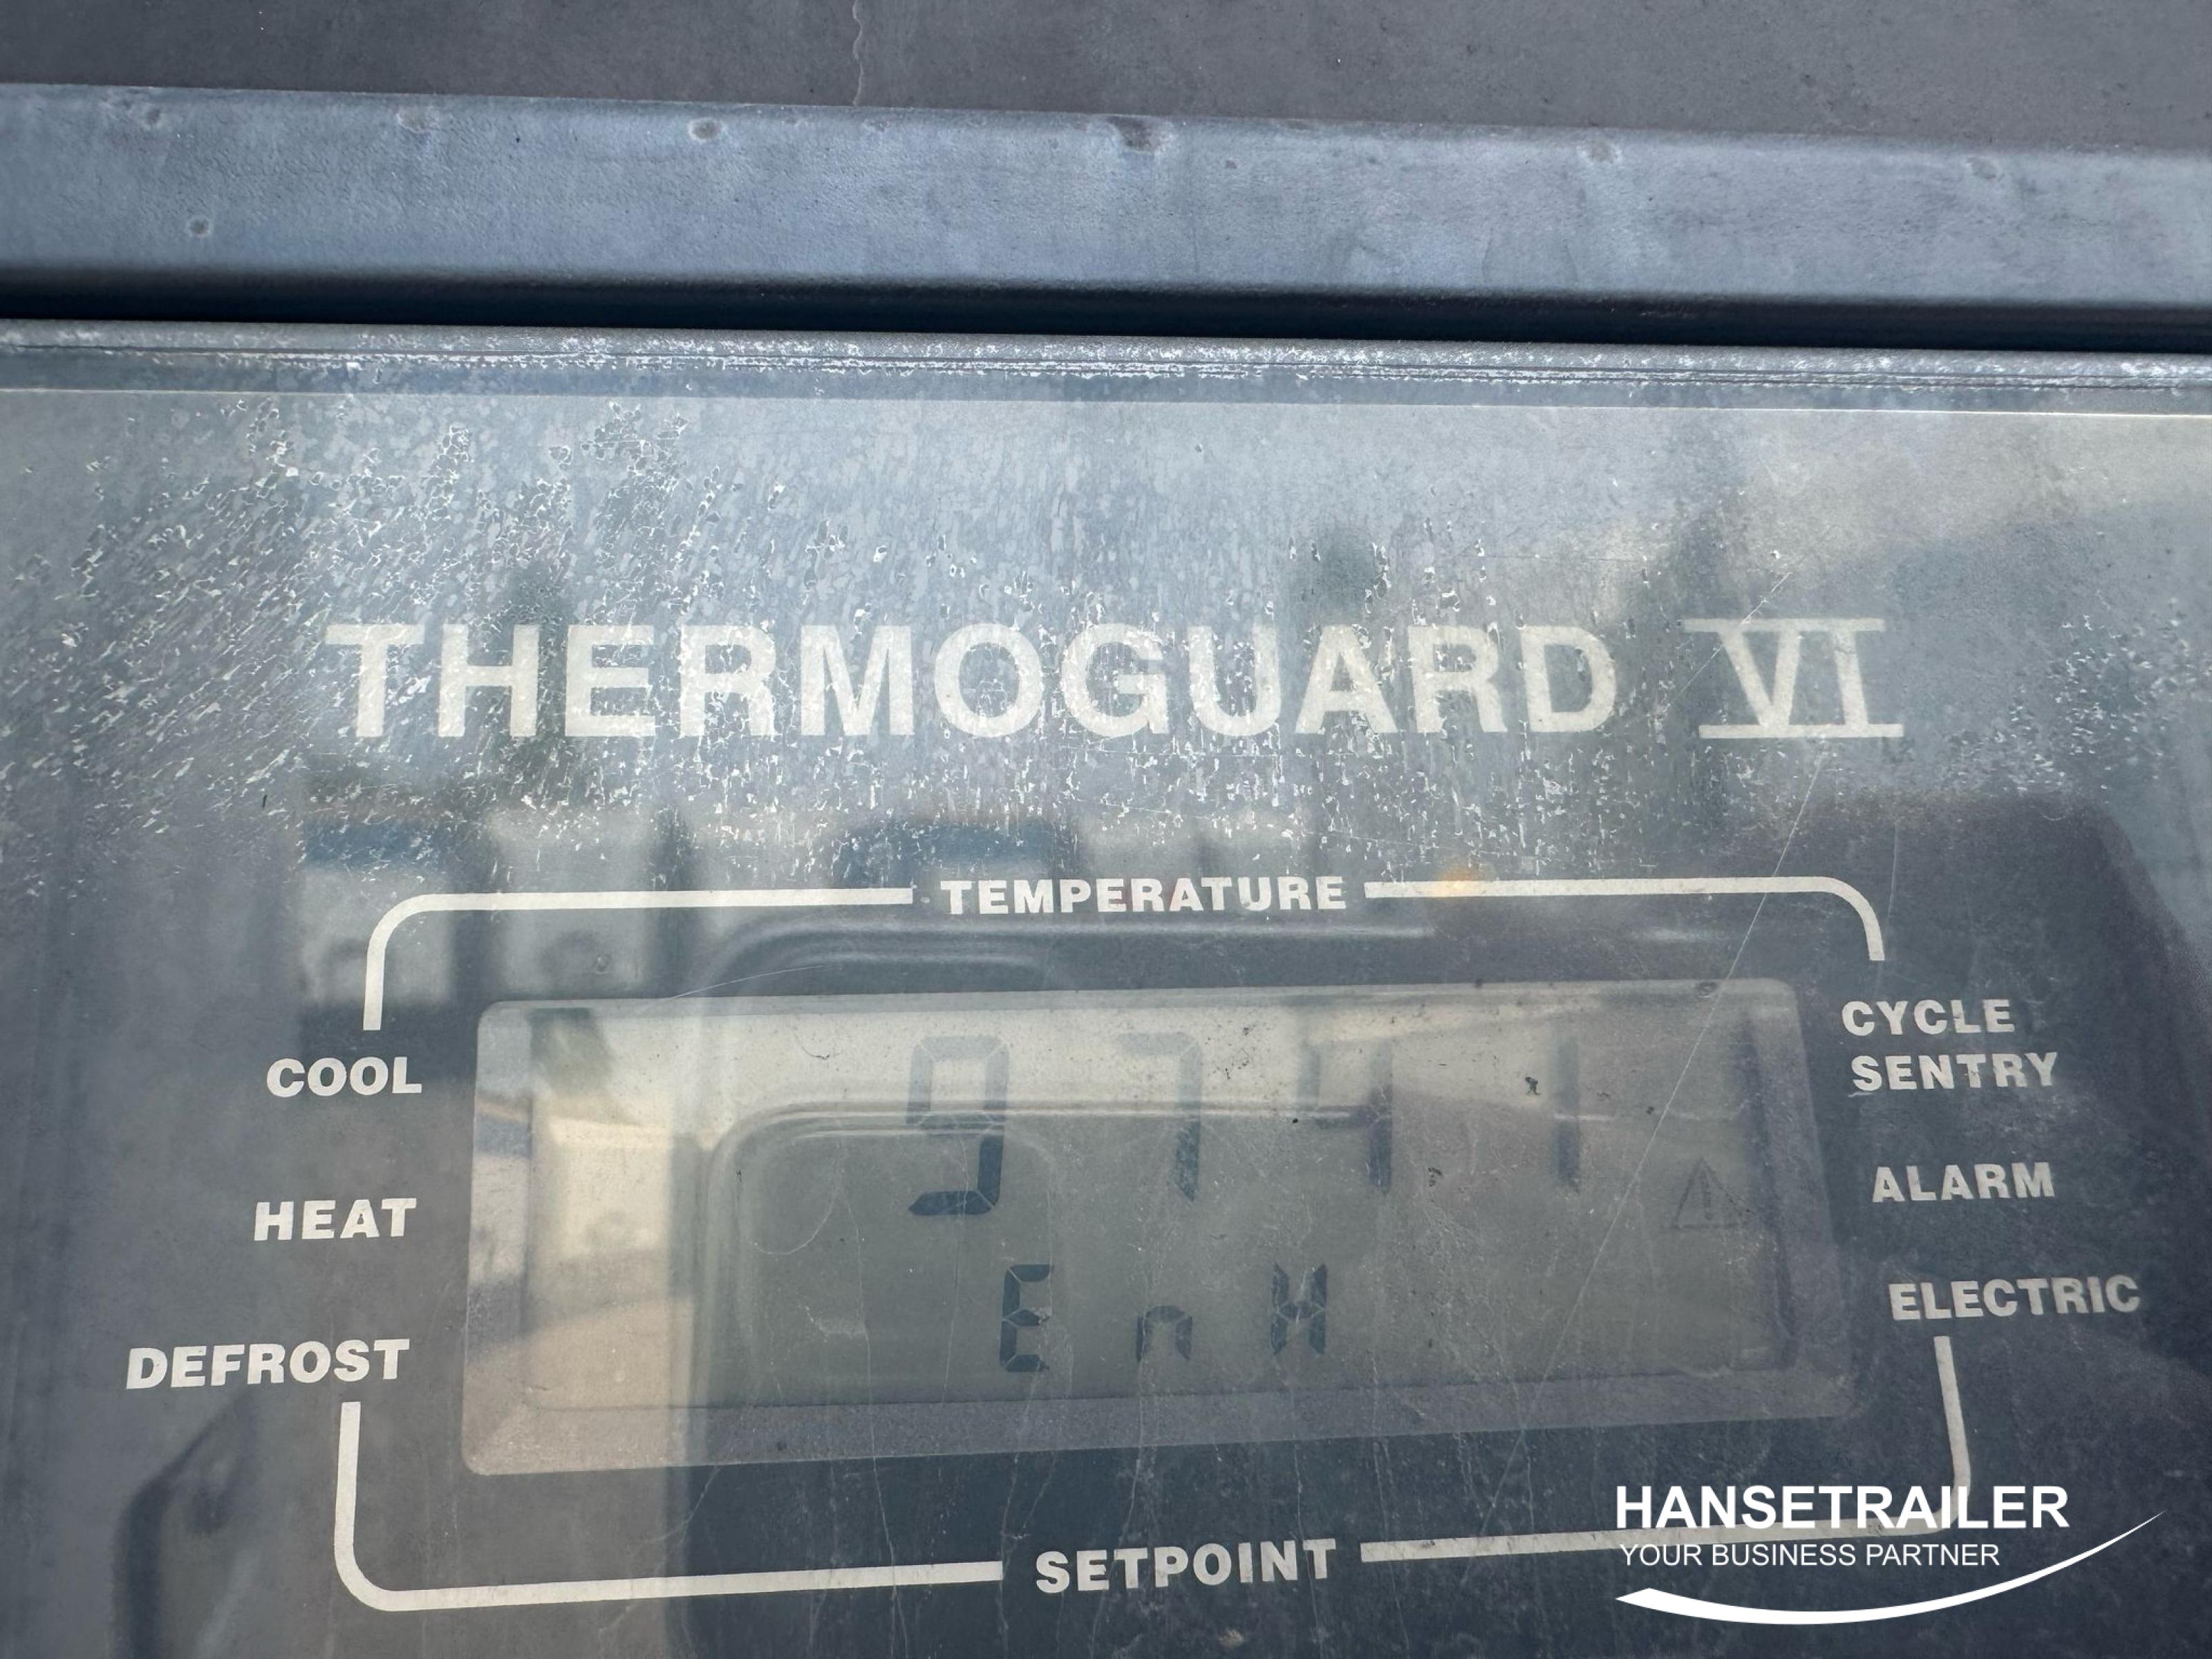 THERMOGUARD VI
TEMPERATURE
COOL
HEAT
DEFROST
9741
EnH
CYCLE
SENTRY
ALARM
ELECTRIC
SETPOINT
HANSETRAILER
YOUR BUSINESS PARTNER